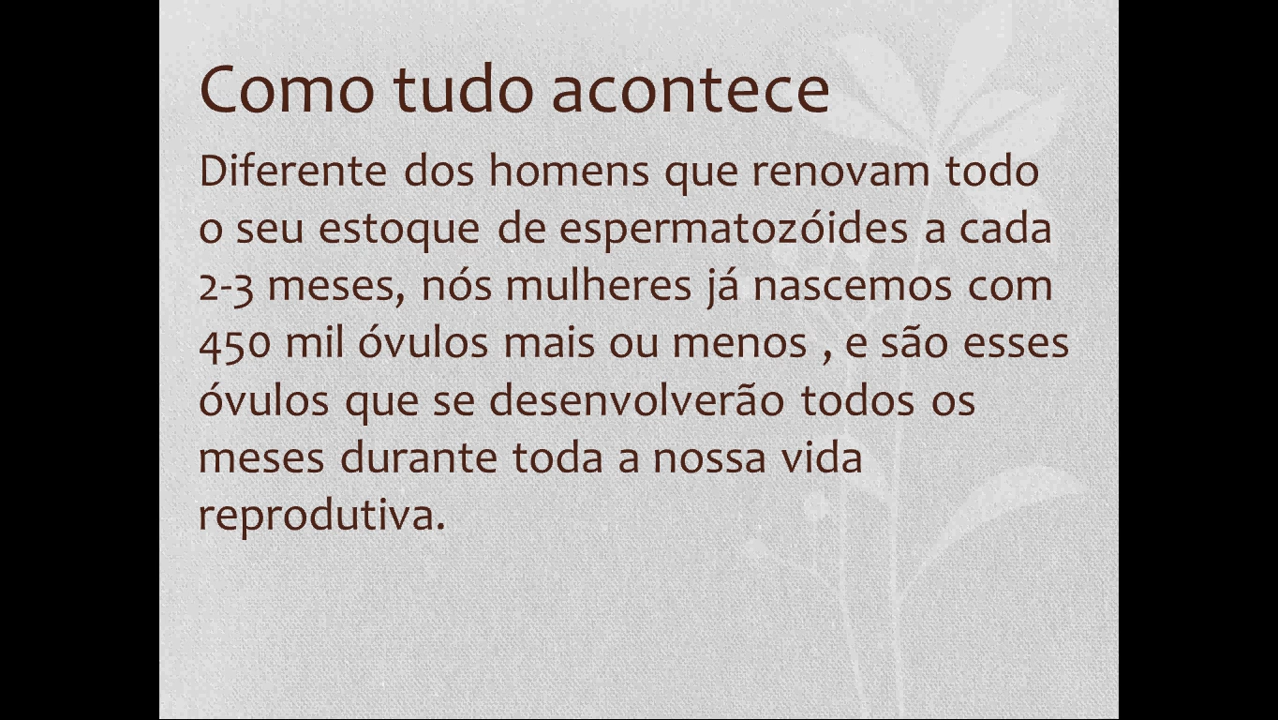 Como tudo acontece
Diferente dos homens que renovam todo
o seu estoque de espermatozóides a cada
2-3 meses, nós mulheres já nascemos com
450 mil óvulos mais ou menos , e são esses
óvulos que se desenvolverão todos os
meses durante toda a nossa vida
reprodutiva.